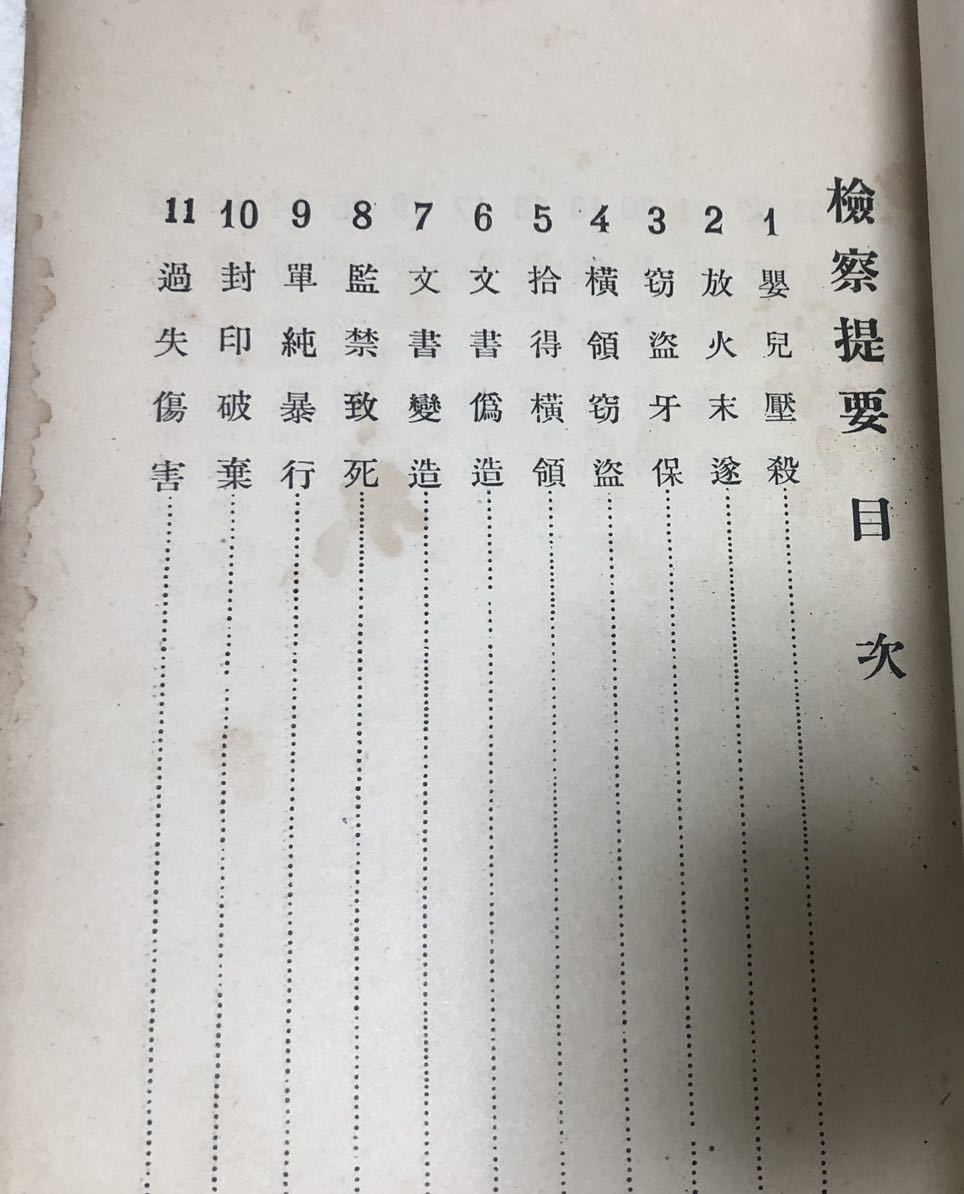 檢察提要目次
1 嬰兒壓殺
2 放火末遂
3 窃盜牙保
4 橫領窃盜
5 拾得橫領
6 文書僞造
7 文書變造
8 監禁致死
9 單純暴行
10 封印破棄
11 過失傷害